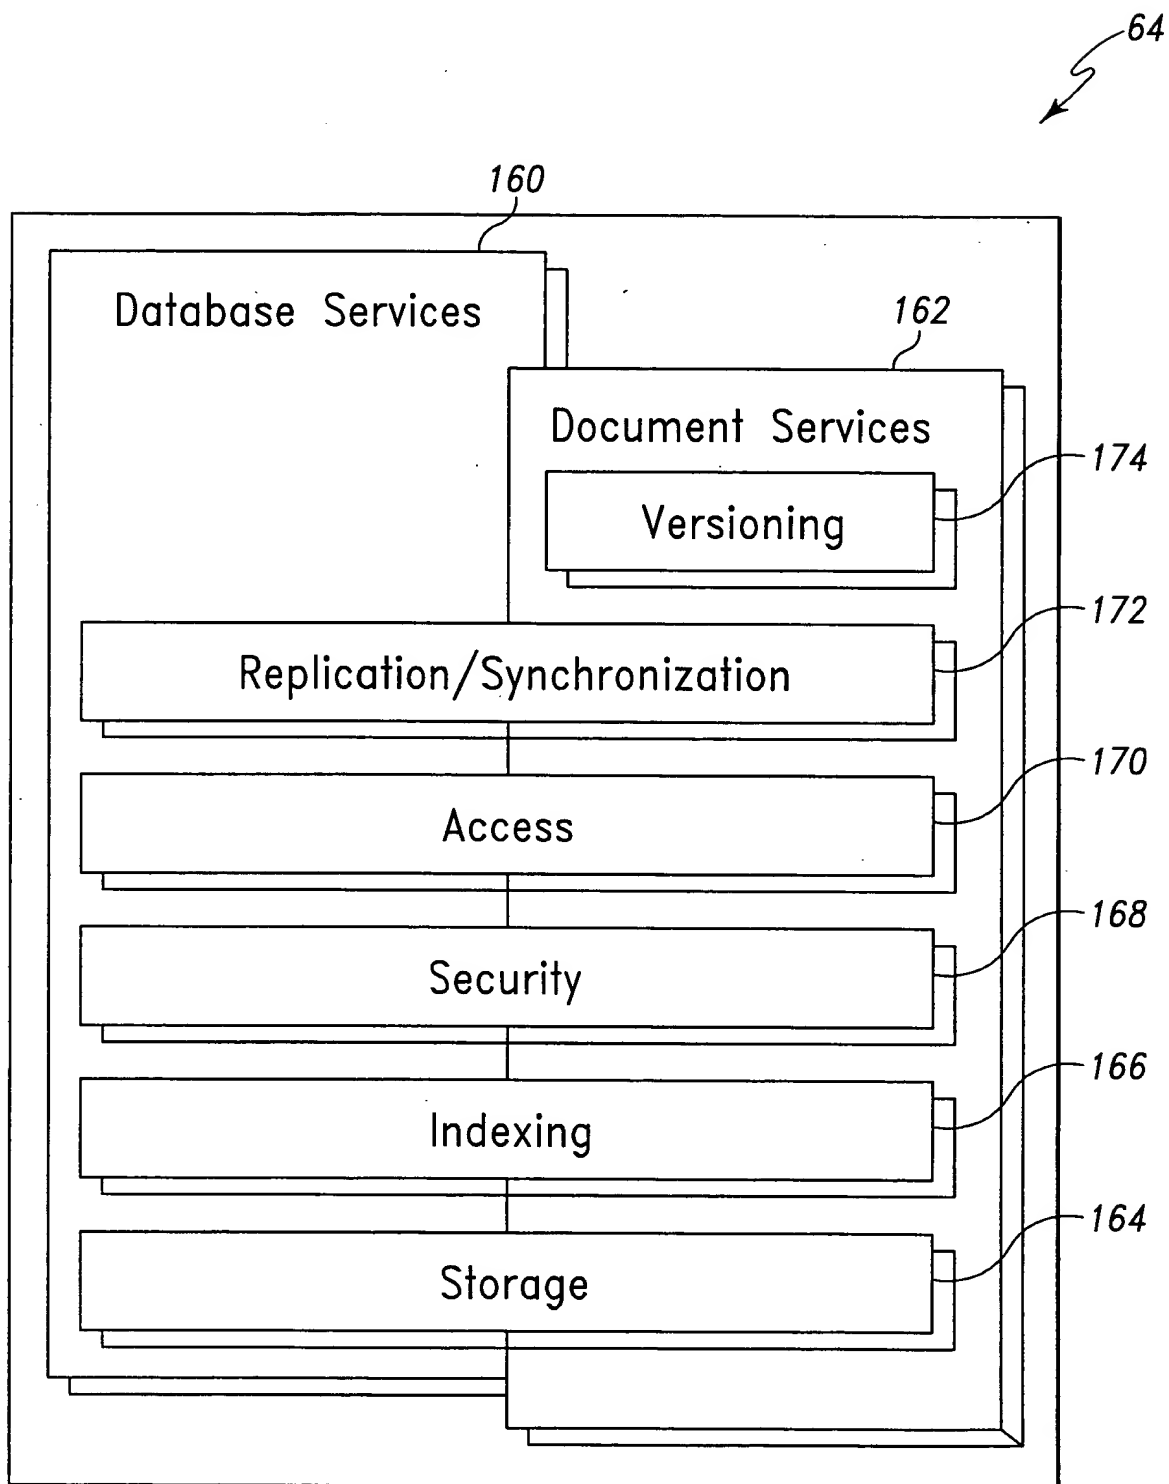 64
160
Database Services
162
Document Services
174
Versioning
172
Replication/Synchronization
170
Access
168
Security
166
Indexing
164
Storage